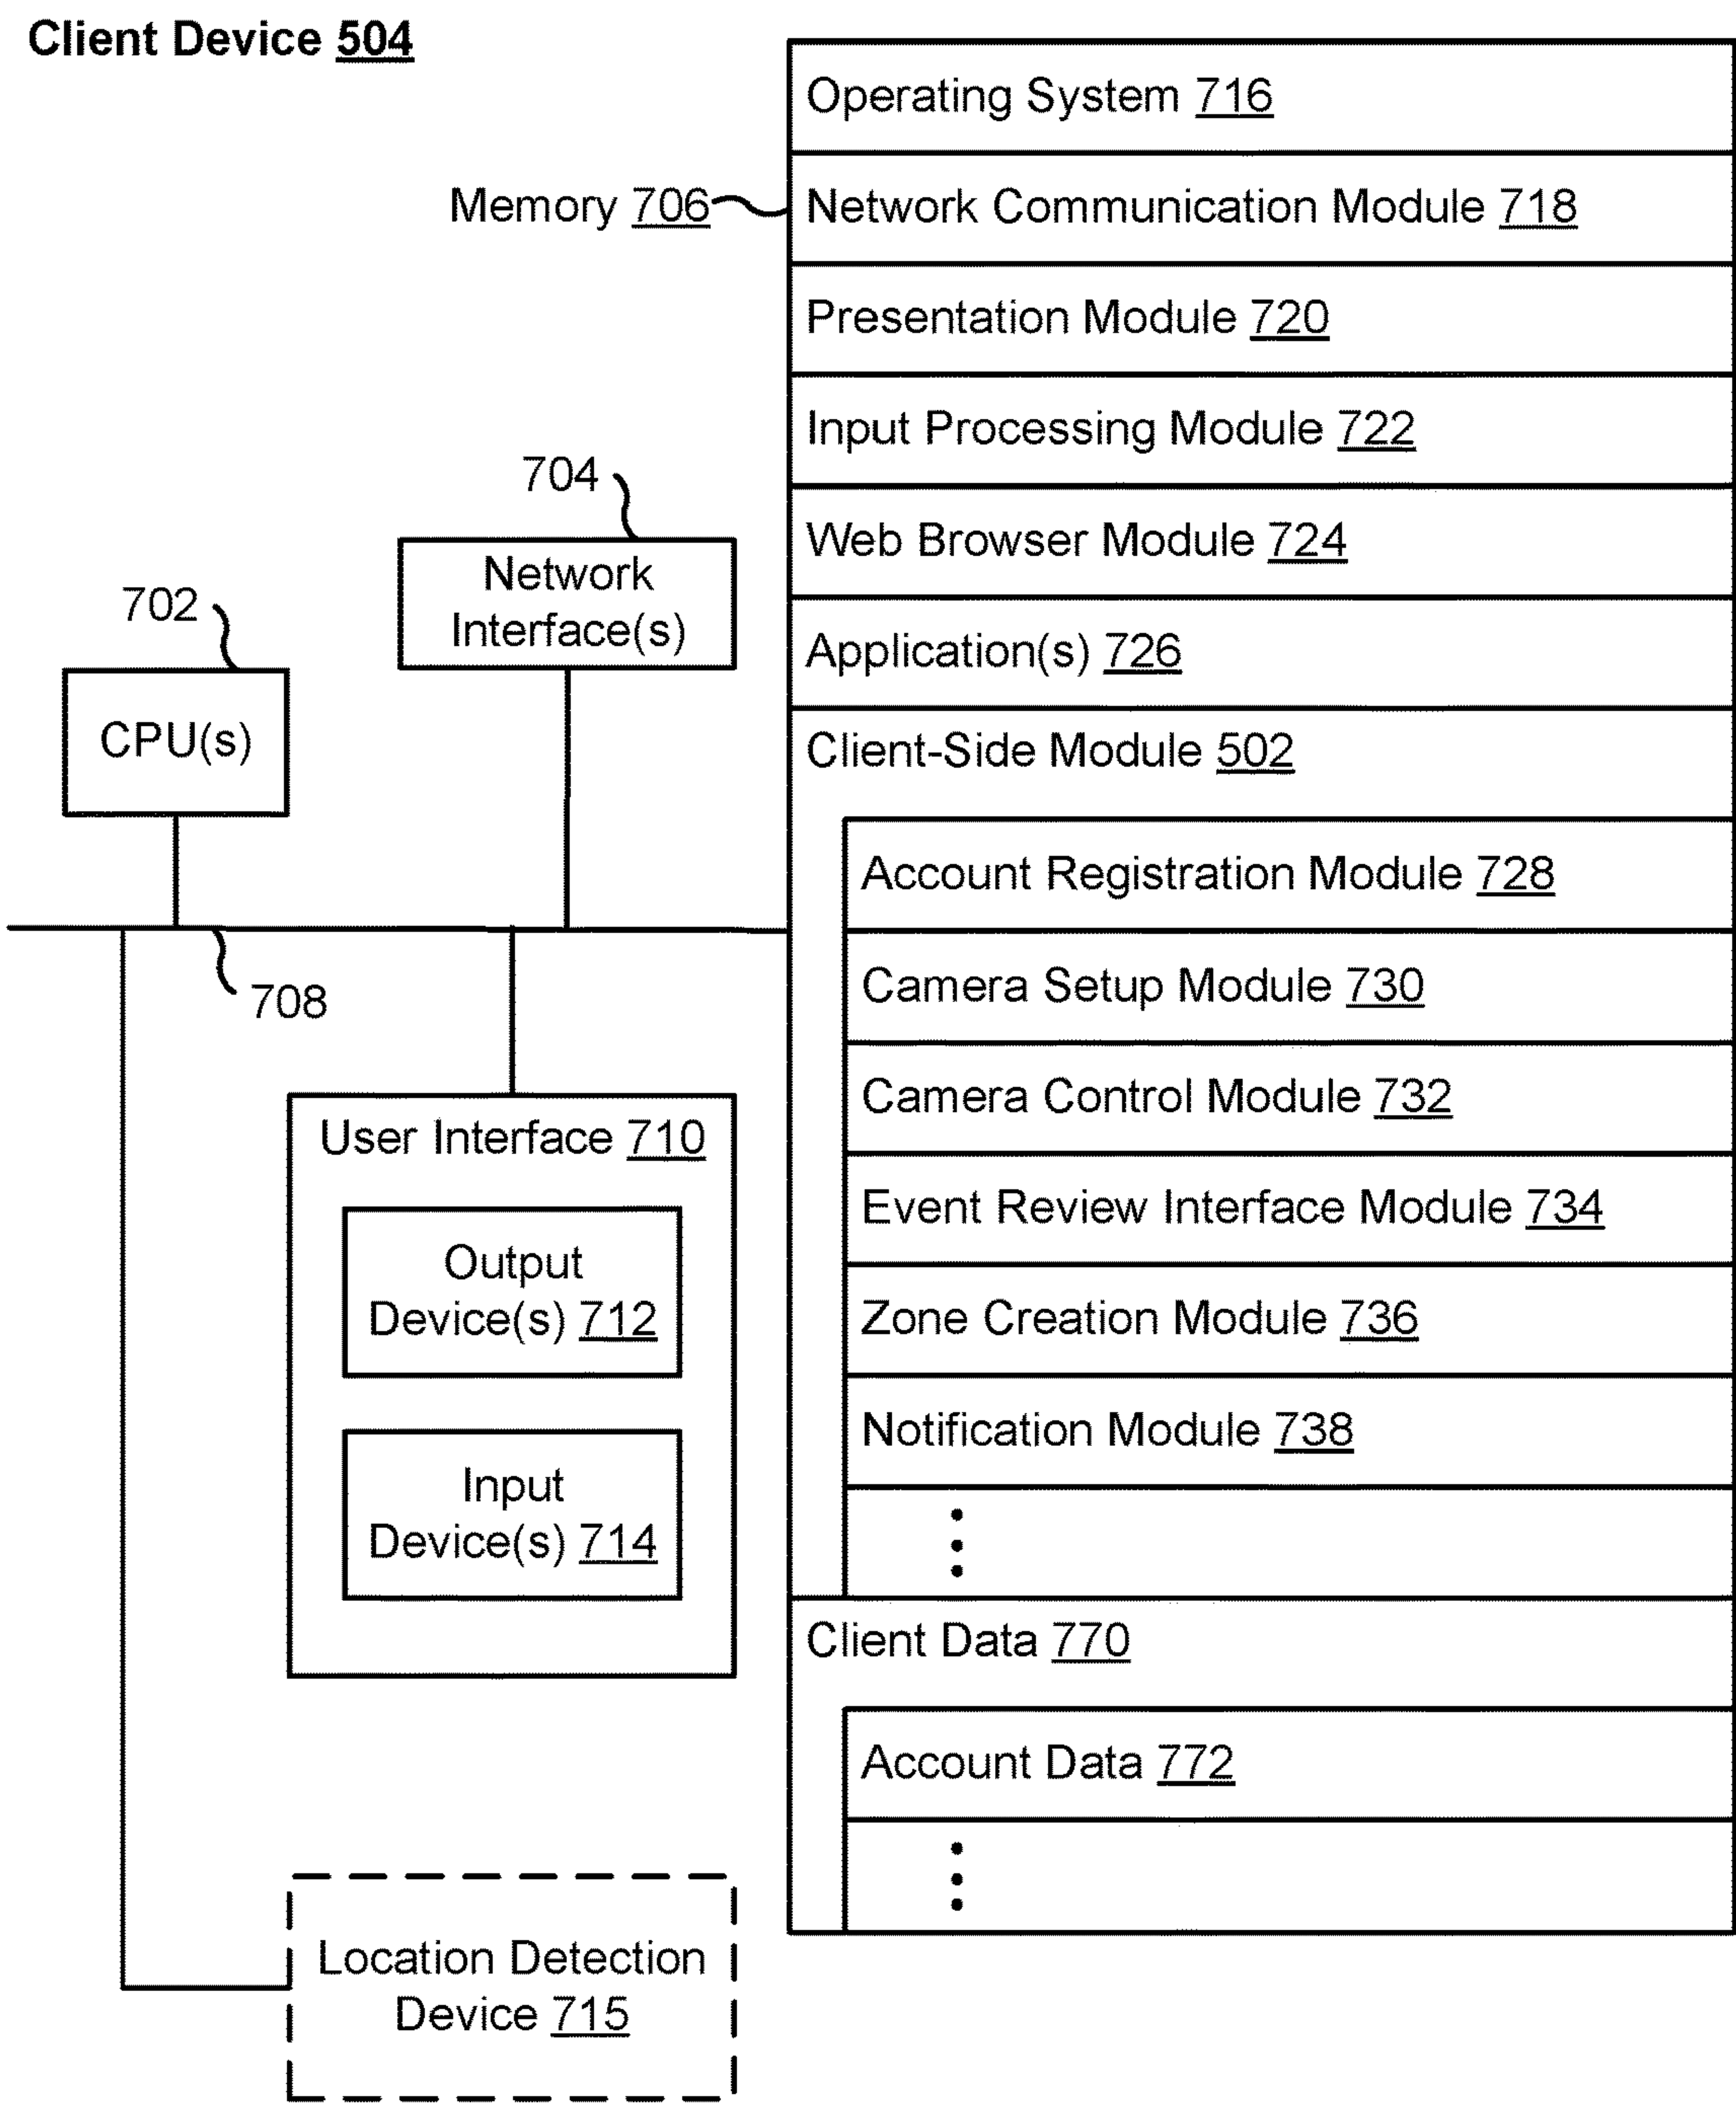 Client Device 504
Operating System 716
Memory 706
Network Communication Module 718
Presentation Module 720
Input Processing Module 722
704
Network
Interface(s)
Web Browser Module 724
702
CPU(s)
Application(s) 726
Client-Side Module 502
Account Registration Module 728
708
Camera Setup Module 730
Camera Control Module 732
User Interface 710
Output
Device(s) 712
Input
Device(s) 714
Event Review Interface Module 734
Zone Creation Module 736
Notification Module 738
Client Data 770
Account Data 772
Location Detection
Device 715